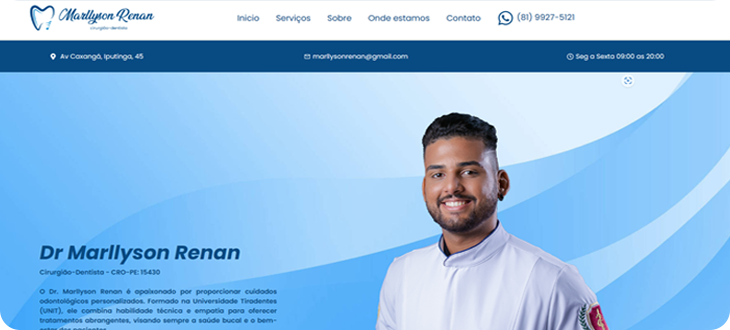 Marllyson Renan
cirurgião-dentista
Inicio Serviços Sobre Onde estamos Contato (81) 9927-5121
Av Caxangá, Iputinga, 45 marllysonrenan@gmail.com Seg a Sexta 09:00 as 20:00
Dr Marllyson Renan
Cirurgião-Dentista - CRO-PE: 15430
O Dr. Marllyson Renan é apaixonado por proporcionar cuidados
odontológicos personalizados. Formado na Universidade Tiradentes
(UNIT), ele combina habilidade técnica e empatia para oferecer
tratamentos abrangentes, visando sempre a saúde bucal e o bem-